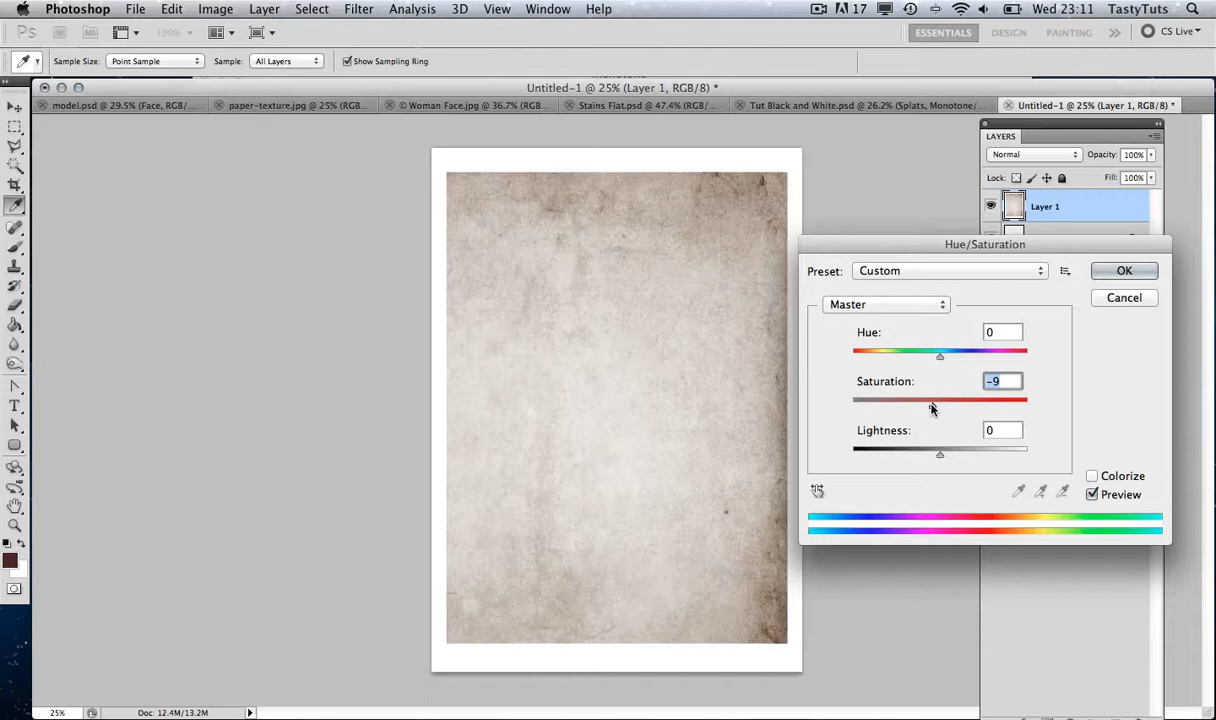 Photoshop File Edit Image Layer Select Filter Analysis 3D View Window Help 17 Wed 23:11 TastyTuts
Ps Mb 100% ESSENTIALS DESIGN PAINTING >> CS Live
Sample Size: Point Sample Sample: All Layers Show Sampling Ring
Untitled-1 @ 25% (Layer 1, RGB/8) *
model.psd @ 29.5% (Face, RGB/... paper-texture.jpg @ 25% (RGB... © Woman Face.jpg @ 36.7% (RGB... Stains Flat.psd @ 47.4% (RGB... Tut Black and White.psd @ 26.2% (Splats, Monotone/... Untitled-1 @ 25% (Layer 1, RGB/8) *
LAYERS
Normal Opacity: 100%
Lock: Fill: 100%
Layer 1
Hue/Saturation
Preset: Custom OK
Cancel
Master
Hue: 0
Saturation: -9
Lightness: 0
Colorize
Preview
25% Doc: 12.4M/13.2M